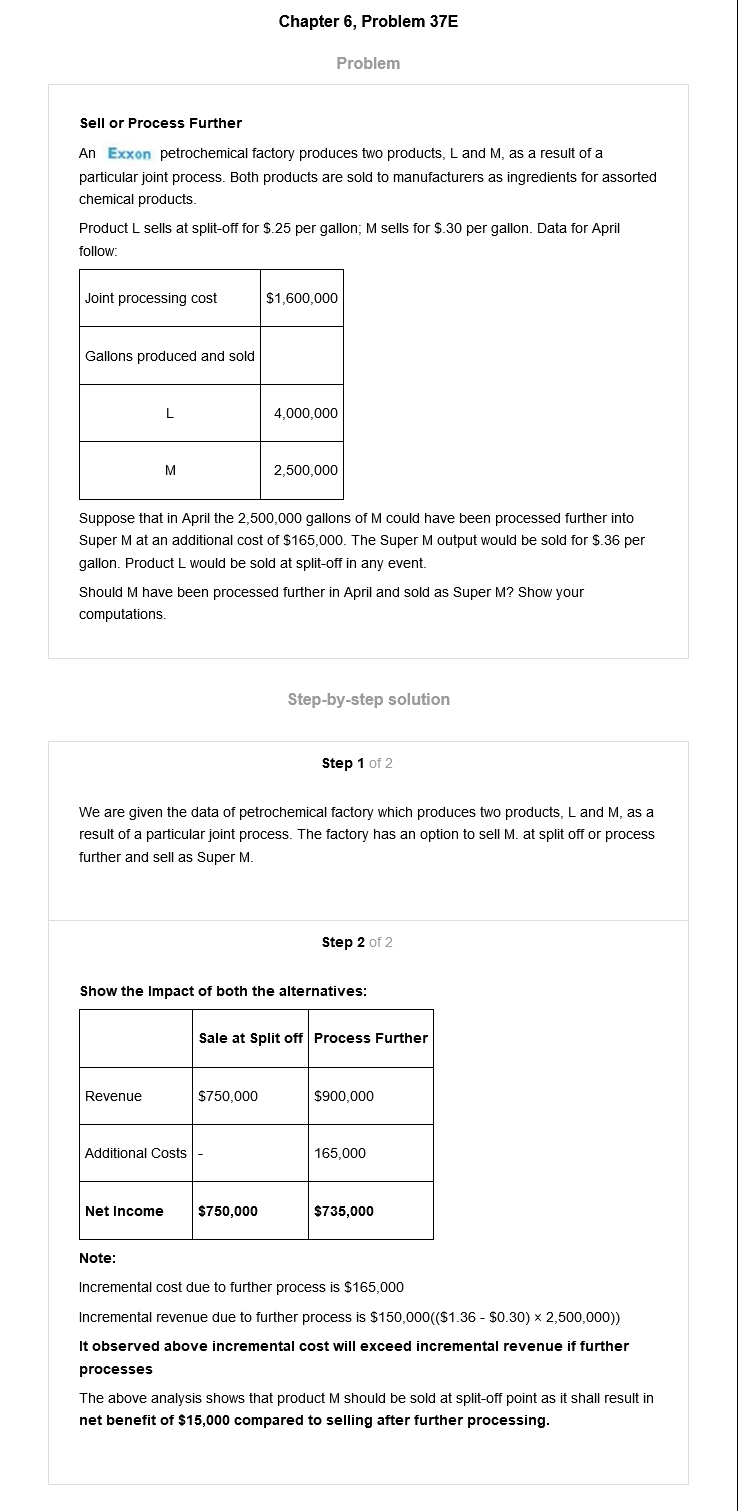 Chapter 6, Problem 37E
Problem
Sell or Process Further
An Exxon petrochemical factory produces two products, L and M, as a result of a
particular joint process. Both products are sold to manufacturers as ingredients for assorted
chemical products.
Product L sells at split-off for $.25 per gallon; M sells for $.30 per gallon. Data for April
follow:
Joint processing cost $1,600,000
Gallons produced and sold
L 4,000,000
M 2,500,000
Suppose that in April the 2,500,000 gallons of M could have been processed further into
Super M at an additional cost of $165,000. The Super M output would be sold for $.36 per
gallon. Product L would be sold at split-off in any event.
Should M have been processed further in April and sold as Super M? Show your
computations.
Step-by-step solution
Step 1 of 2
We are given the data of petrochemical factory which produces two products, L and M, as a
result of a particular joint process. The factory has an option to sell M. at split off or process
further and sell as Super M.
Step 2 of 2
Show the Impact of both the alternatives:
Sale at Split off Process Further
Revenue $750,000 $900,000
Additional Costs - 165,000
Net Income $750,000 $735,000
Note:
Incremental cost due to further process is $165,000
Incremental revenue due to further process is $150,000(($1.36 - $0.30) × 2,500,000))
It observed above incremental cost will exceed incremental revenue if further
processes
The above analysis shows that product M should be sold at split-off point as it shall result in
net benefit of $15,000 compared to selling after further processing.